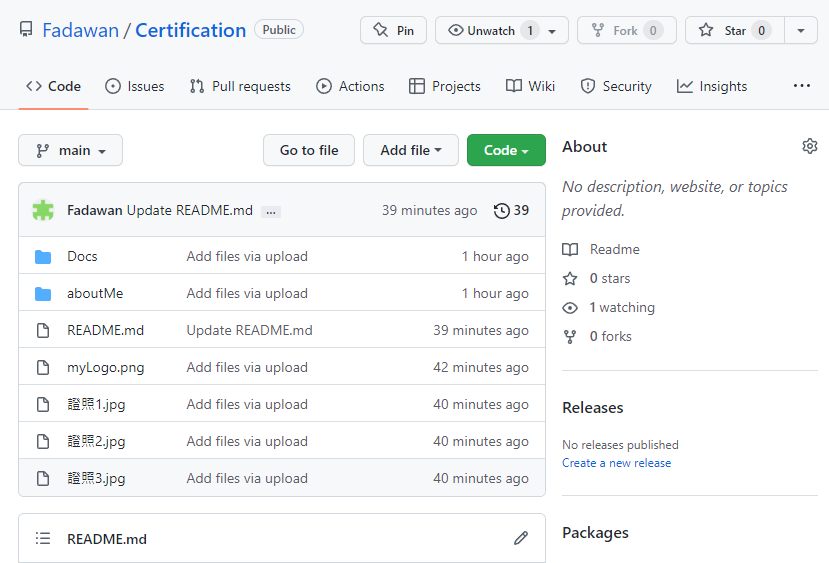 Fadawan / Certification Public Pin Unwatch 1 Fork 0 Star 0
Code Issues Pull requests Actions Projects Wiki Security Insights ...
main Go to file Add file Code
Fadawan Update README.md ... 39 minutes ago 39
Docs Add files via upload 1 hour ago
aboutMe Add files via upload 1 hour ago
README.md Update README.md 39 minutes ago
myLogo.png Add files via upload 42 minutes ago
證照1.jpg Add files via upload 40 minutes ago
證照2.jpg Add files via upload 40 minutes ago
證照3.jpg Add files via upload 40 minutes ago
README.md
About
No description, website, or topics
provided.
Readme
0 stars
1 watching
0 forks
Releases
No releases published
Create a new release
Packages